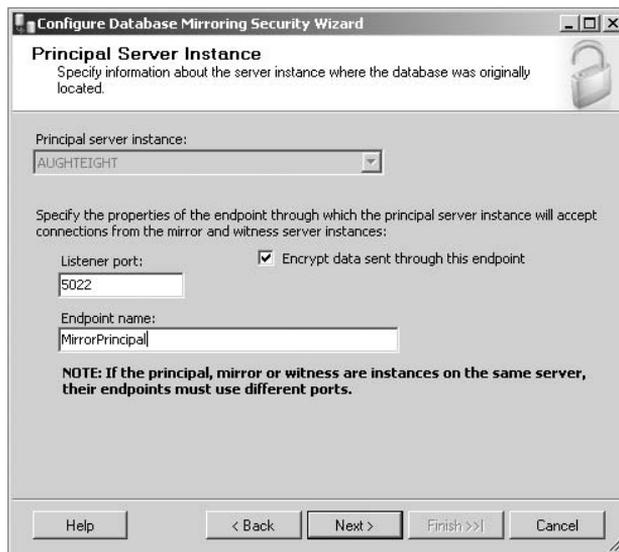 Configure Database Mirroring Security Wizard
Principal Server Instance
Specify information about the server instance where the database was originally
located.
Principal server instance:
AUGHTEIGHT
Specify the properties of the endpoint through which the principal server instance will accept
connections from the mirror and witness server instances:
Listener port:
Encrypt data sent through this endpoint
5022
Endpoint name:
MirrorPrincipal
NOTE: If the principal, mirror or witness are instances on the same server,
their endpoints must use different ports.
Help
< Back
Next >
Finish >>|
Cancel